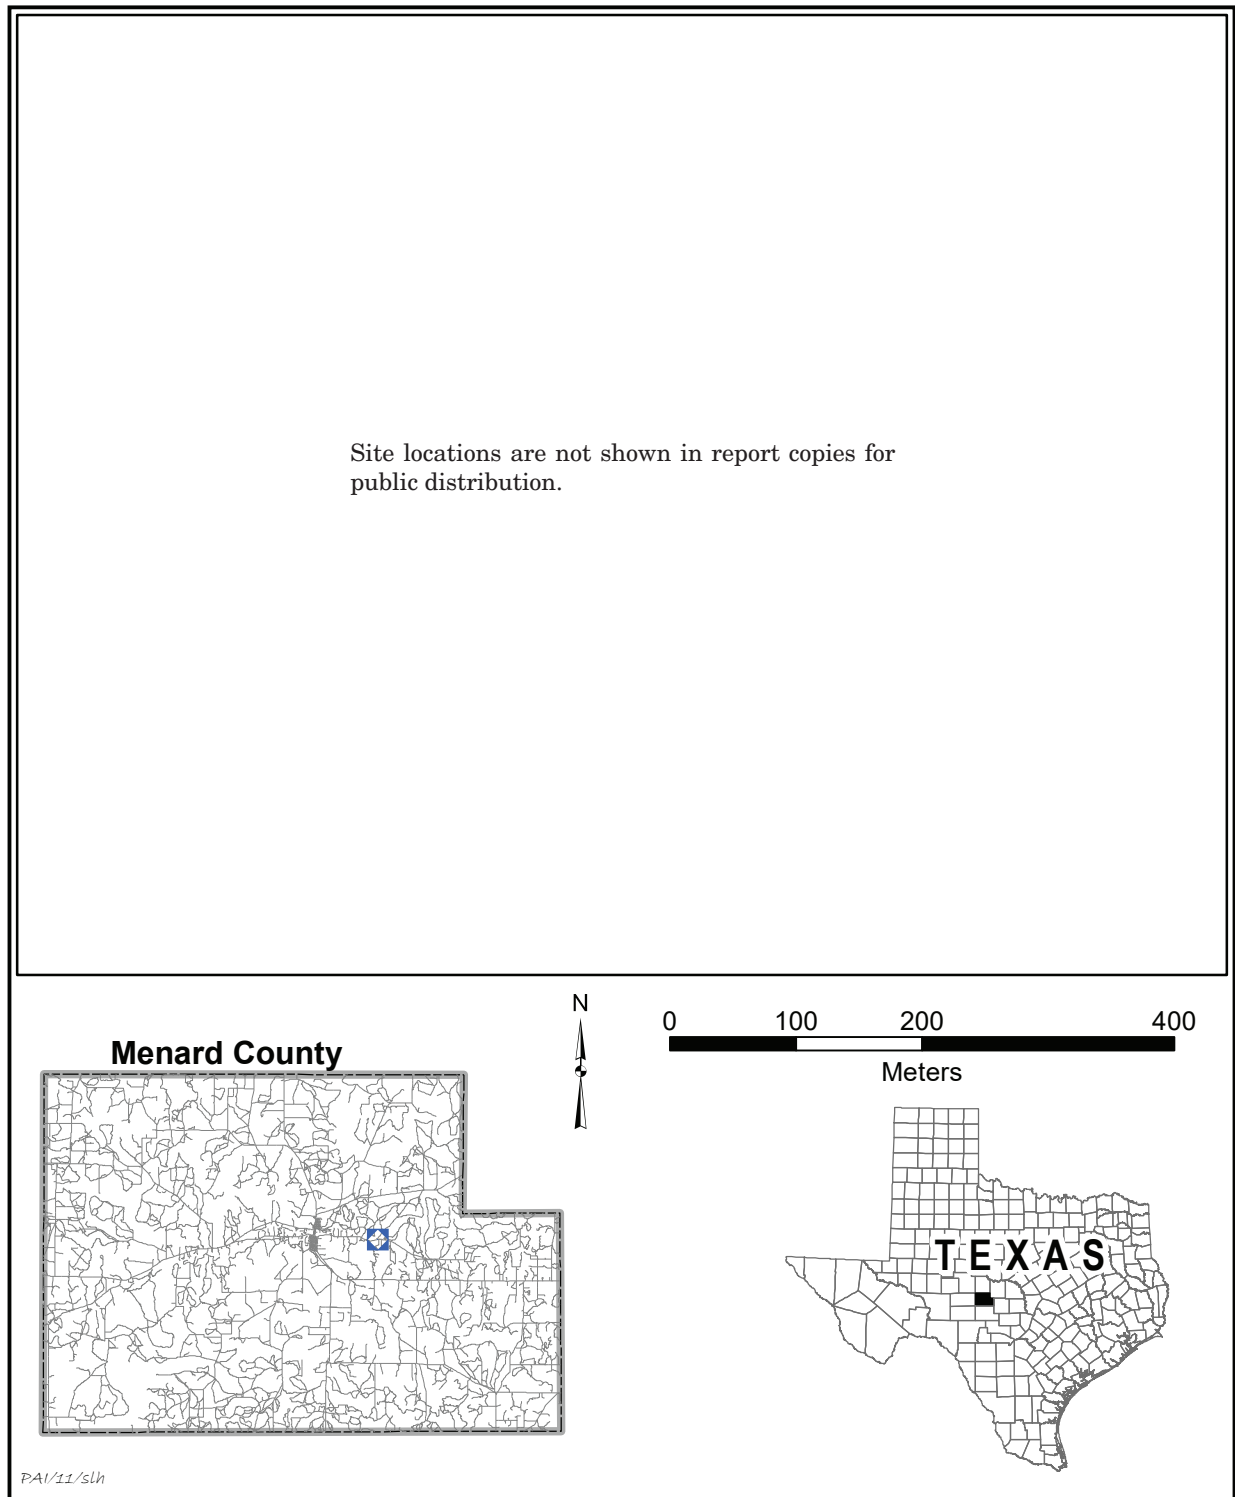 Site locations are not shown in report copies for
public distribution.
N
0 100 200 400
Meters
Menard County
TEXAS
PAI/11/slh